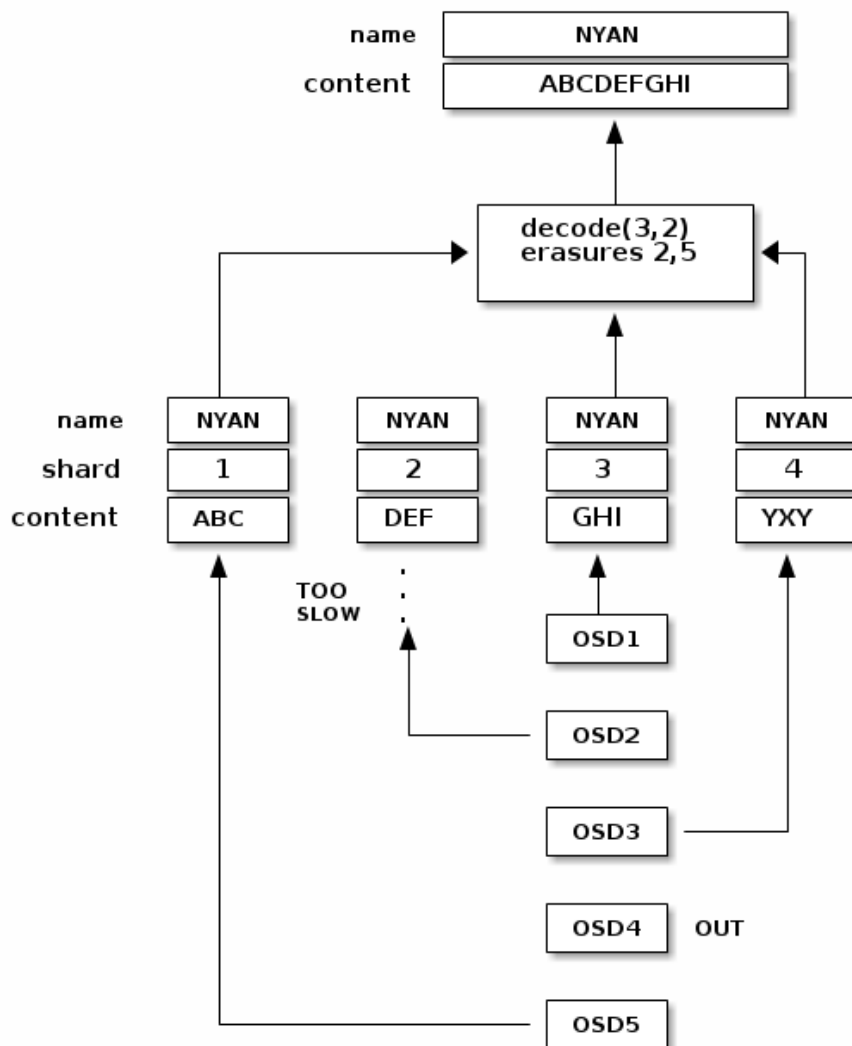 name NYAN
content ABCDEFGHI
decode(3,2)
erasures 2,5
name NYAN NYAN NYAN NYAN
shard 1 2 3 4
content ABC DEF GHI YXY
TOO
SLOW
OSD1
OSD2
OSD3
OSD4 OUT
OSD5